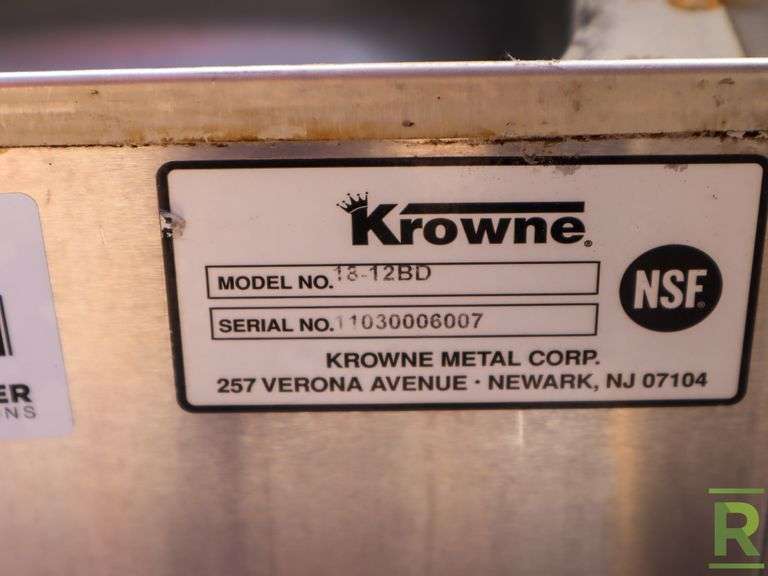 Krowne®
MODEL NO. 18-12BD
SERIAL NO. 11030006007
NSF®
KROWNE METAL CORP.
257 VERONA AVENUE · NEWARK, NJ 07104
R